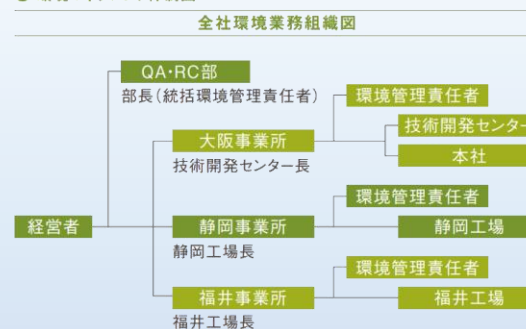 全社環境業務組織図
QA・RC部
部長（統括環境管理責任者）
環境管理責任者
技術開発センター
大阪事業所
本社
技術開発センター長
環境管理責任者
経営者
静岡事業所
静岡工場
静岡工場長
環境管理責任者
福井事業所
福井工場
福井工場長